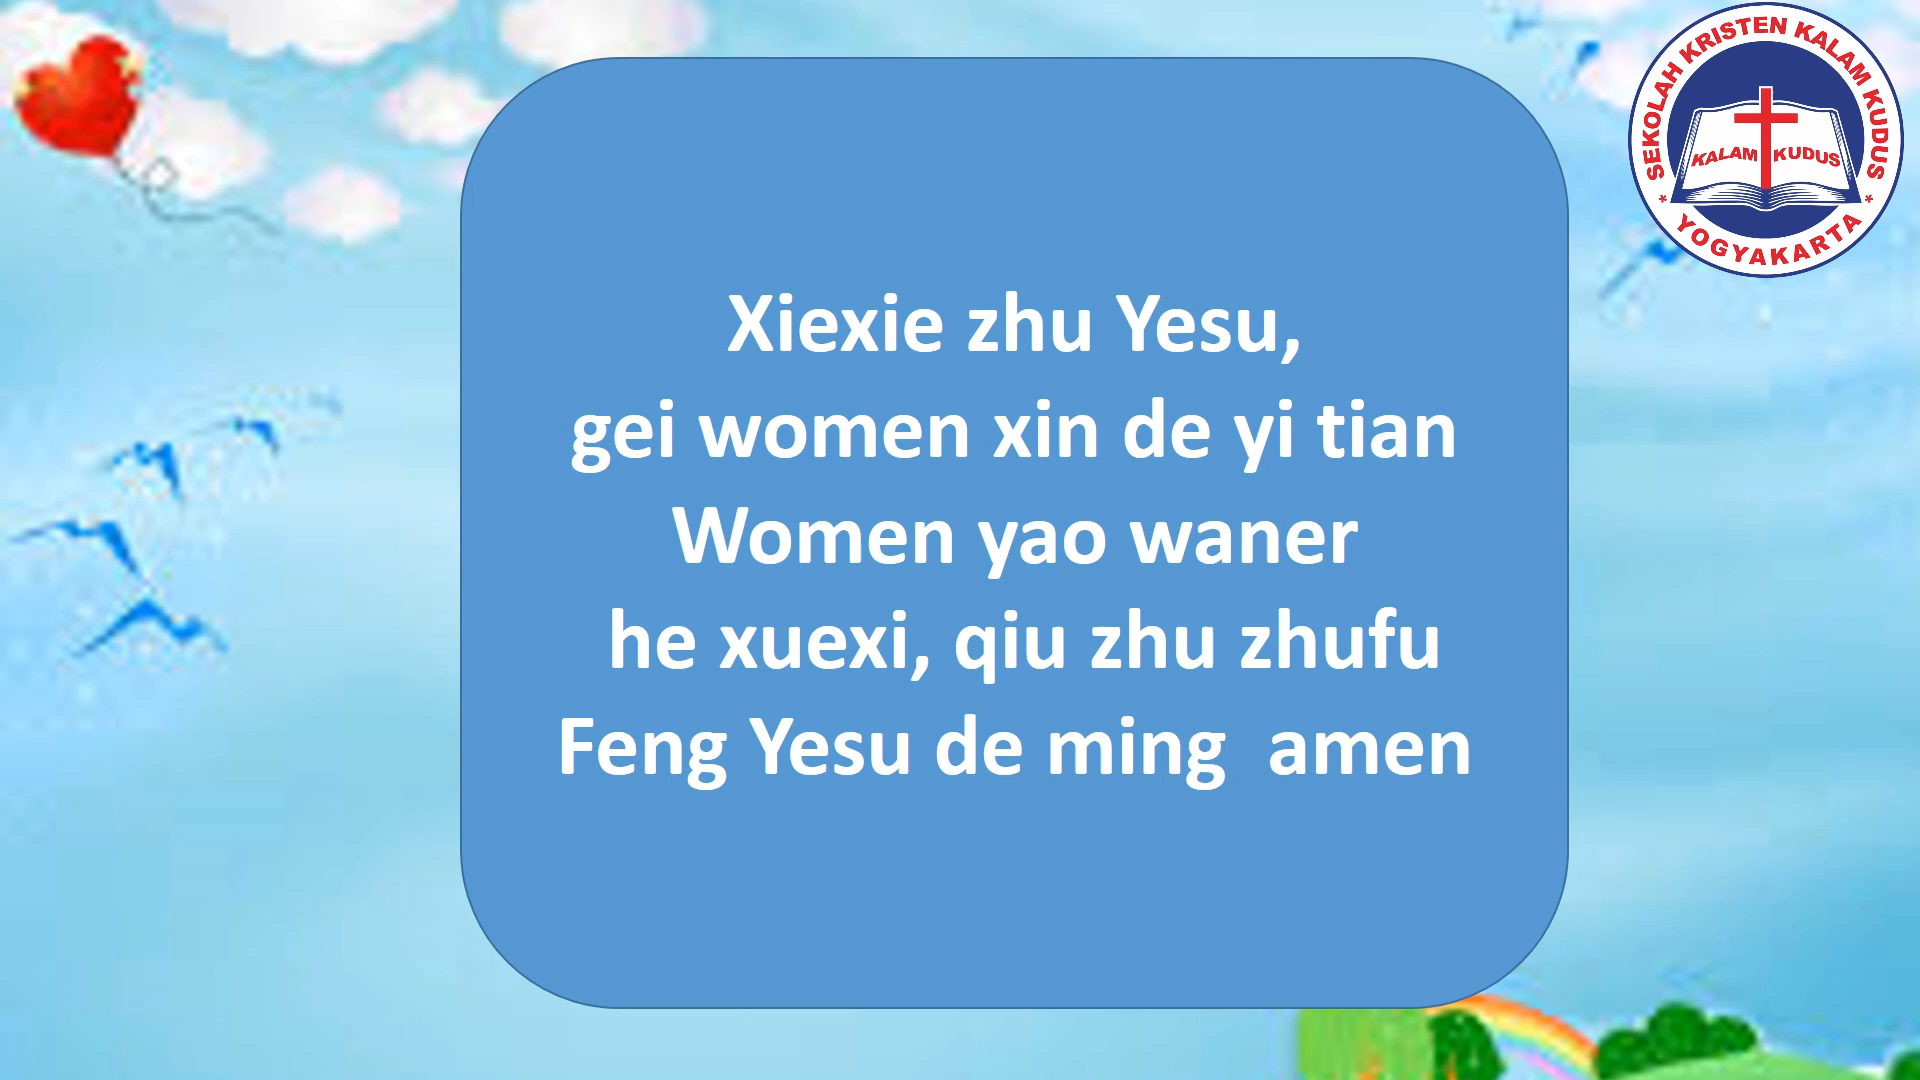 SEKOLAH KRISTEN KALAM KUDUS
KALAM KUDUS
* YOGYAKARTA *
Xiexie zhu Yesu,
gei women xin de yi tian
Women yao waner
he xuexi, qiu zhu zhufu
Feng Yesu de ming  amen